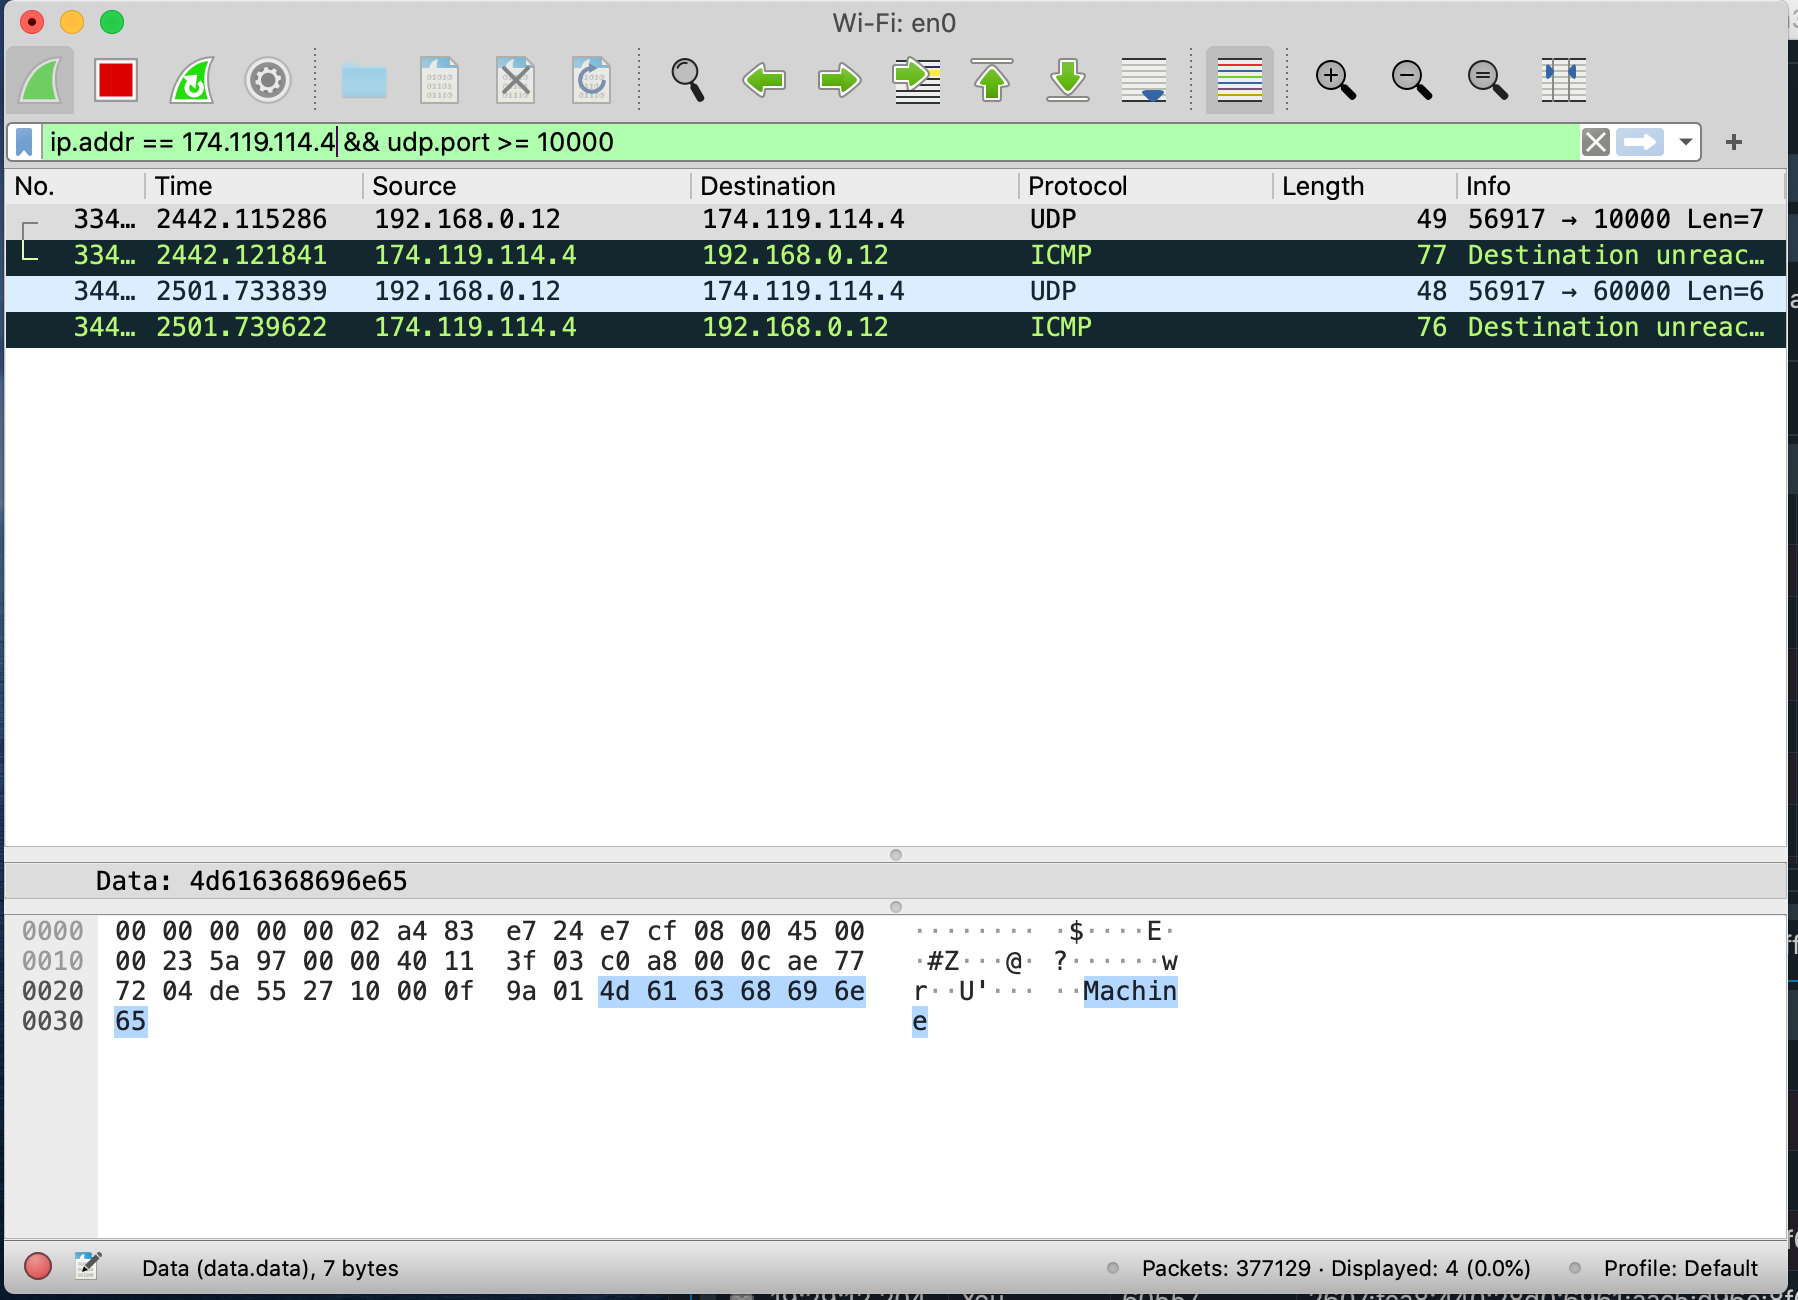 Wi-Fi: en0
ip.addr == 174.119.114.4 && udp.port >= 10000
No. Time Source Destination Protocol Length Info
334… 2442.115286 192.168.0.12 174.119.114.4 UDP 49 56917 → 10000 Len=7
334… 2442.121841 174.119.114.4 192.168.0.12 ICMP 77 Destination unreac…
344… 2501.733839 192.168.0.12 174.119.114.4 UDP 48 56917 → 60000 Len=6
344… 2501.739622 174.119.114.4 192.168.0.12 ICMP 76 Destination unreac…
Data: 4d616368696e65
0000 00 00 00 00 00 02 a4 83 e7 24 e7 cf 08 00 45 00 ········ ·$····E·
0010 00 23 5a 97 00 00 40 11 3f 03 c0 a8 00 0c ae 77 ·#Z···@· ?······w
0020 72 04 de 55 27 10 00 0f 9a 01 4d 61 63 68 69 6e r··U'··· ··Machin
0030 65 e
Data (data.data), 7 bytes
Packets: 377129 · Displayed: 4 (0.0%)
Profile: Default